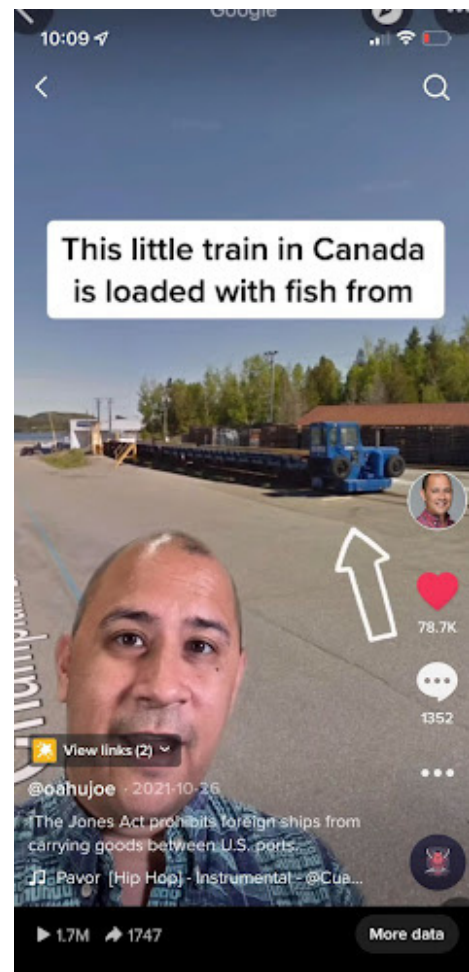 Google
10:09
This little train in Canada
is loaded with fish from
78.7K
1352
View links (2)
@oahujoe · 2021-10-26
!The Jones Act prohibits foreign ships from
carrying goods between U.S. ports...
Pavor [Hip Hop] - Instrumental - @Cua...
1.7M
1747
More data